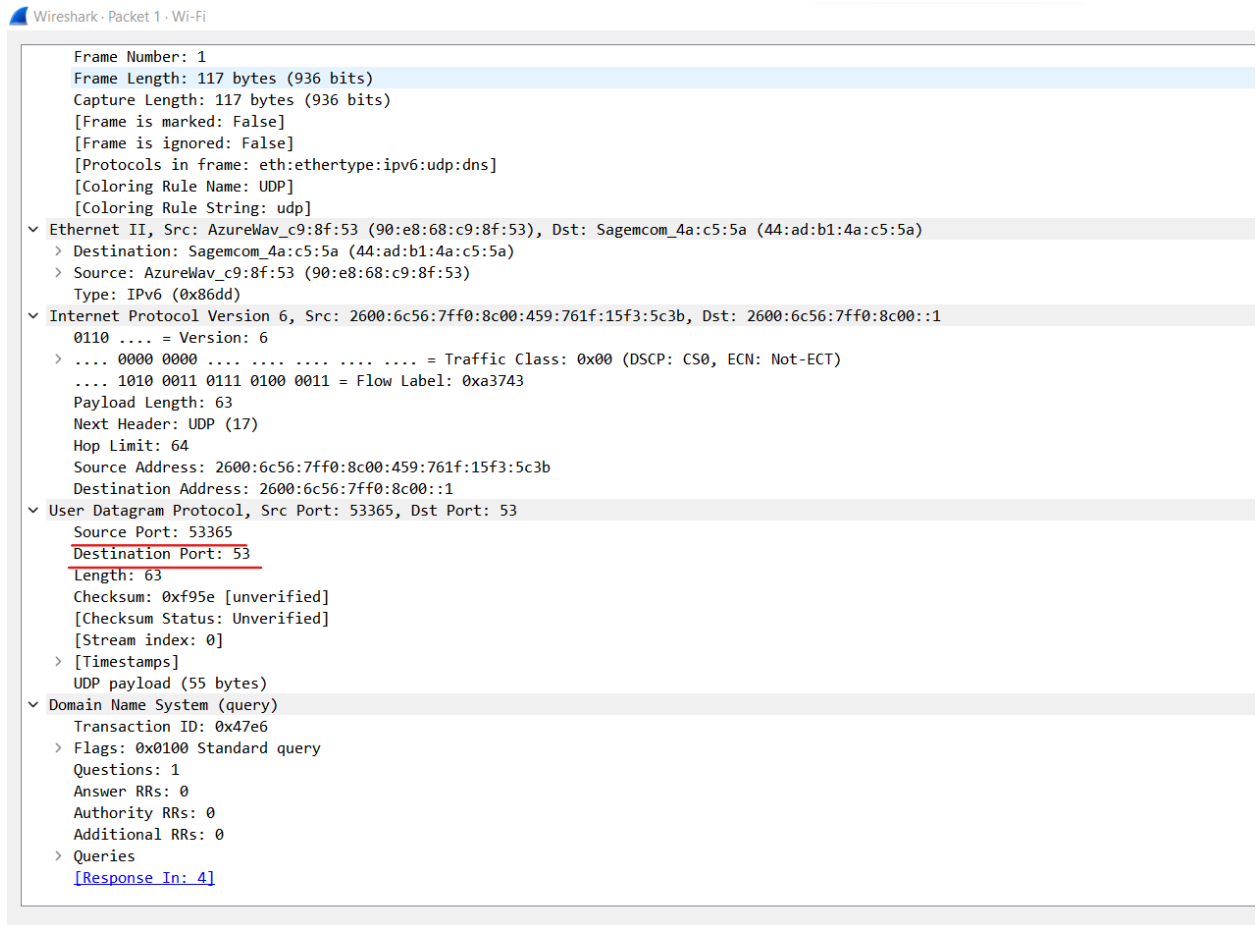 Wireshark · Packet 1 · Wi-Fi
Frame Number: 1
Frame Length: 117 bytes (936 bits)
Capture Length: 117 bytes (936 bits)
[Frame is marked: False]
[Frame is ignored: False]
[Protocols in frame: eth:ethertype:ipv6:udp:dns]
[Coloring Rule Name: UDP]
[Coloring Rule String: udp]
Ethernet II, Src: AzureWav_c9:8f:53 (90:e8:68:c9:8f:53), Dst: Sagemcom_4a:c5:5a (44:ad:b1:4a:c5:5a)
Destination: Sagemcom_4a:c5:5a (44:ad:b1:4a:c5:5a)
Source: AzureWav_c9:8f:53 (90:e8:68:c9:8f:53)
Type: IPv6 (0x86dd)
Internet Protocol Version 6, Src: 2600:6c56:7ff0:8c00:459:761f:15f3:5c3b, Dst: 2600:6c56:7ff0:8c00::1
0110 .... = Version: 6
.... 0000 0000 .... .... .... .... .... = Traffic Class: 0x00 (DSCP: CS0, ECN: Not-ECT)
.... 1010 0011 0111 0100 0011 = Flow Label: 0xa3743
Payload Length: 63
Next Header: UDP (17)
Hop Limit: 64
Source Address: 2600:6c56:7ff0:8c00:459:761f:15f3:5c3b
Destination Address: 2600:6c56:7ff0:8c00::1
User Datagram Protocol, Src Port: 53365, Dst Port: 53
Source Port: 53365
Destination Port: 53
Length: 63
Checksum: 0xf95e [unverified]
[Checksum Status: Unverified]
[Stream index: 0]
[Timestamps]
UDP payload (55 bytes)
Domain Name System (query)
Transaction ID: 0x47e6
Flags: 0x0100 Standard query
Questions: 1
Answer RRs: 0
Authority RRs: 0
Additional RRs: 0
Queries
[Response In: 4]